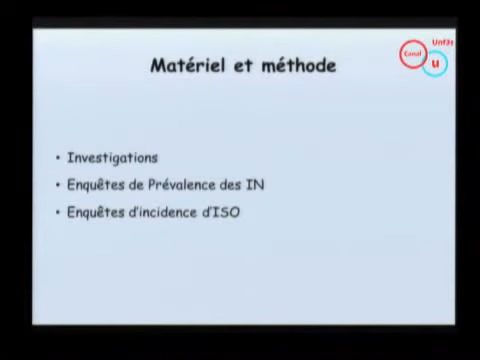 Unf3s
Canal
u
Matériel et méthode
• Investigations
• Enquêtes de Prévalence des IN
• Enquêtes d'incidence d'ISO